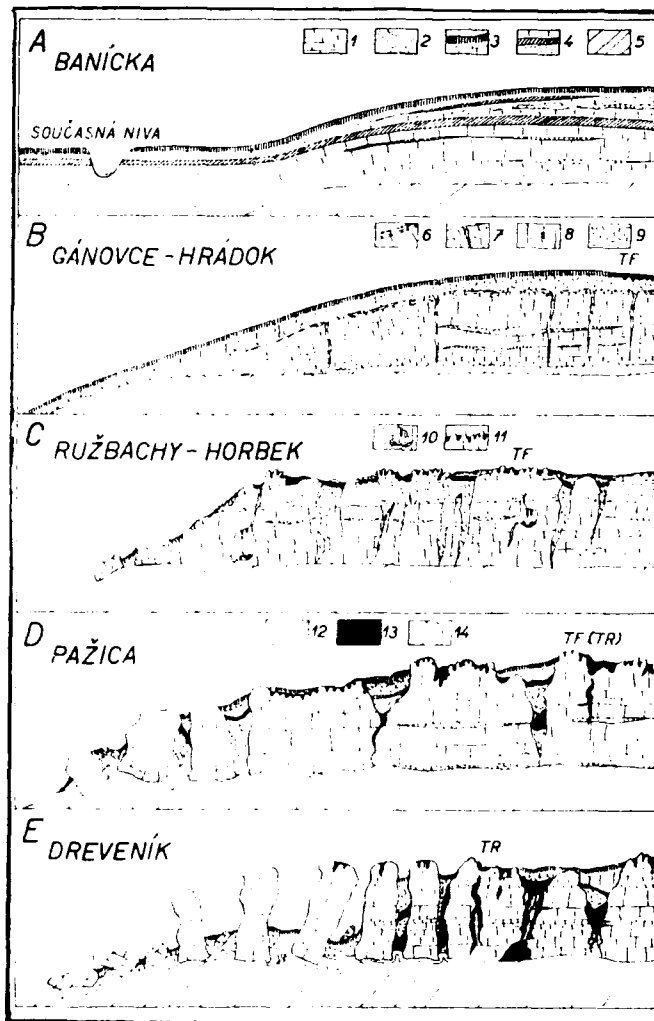 A BANÍCKA 1 2 3 4 5
SOUČASNÁ NIVA
B GÁNOVCE-HRÁDOK 6 7 8 9
TF
C RUŽBACHY-HORBEK 10 11
TF
D PAŽICA 12 13 14
TF(TR)
E DREVENÍK
TR